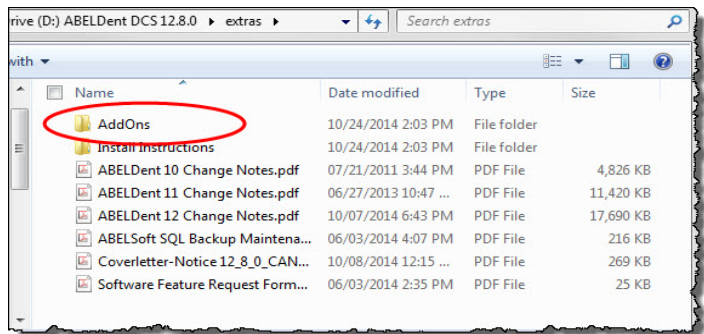 rive (D:) ABELDent DCS 12.8.0 ▸ extras ▸ Search extras
with
Name Date modified Type Size
AddOns 10/24/2014 2:03 PM File folder
Install Instructions 10/24/2014 2:03 PM File folder
ABELDent 10 Change Notes.pdf 07/21/2011 3:44 PM PDF File 4,826 KB
ABELDent 11 Change Notes.pdf 06/27/2013 10:47 ... PDF File 11,420 KB
ABELDent 12 Change Notes.pdf 10/07/2014 6:43 PM PDF File 17,690 KB
ABELSoft SQL Backup Maintena... 06/03/2014 4:07 PM PDF File 216 KB
Coverletter-Notice 12_8_0_CAN... 10/08/2014 12:15 ... PDF File 269 KB
Software Feature Request Form... 06/03/2014 2:35 PM PDF File 25 KB